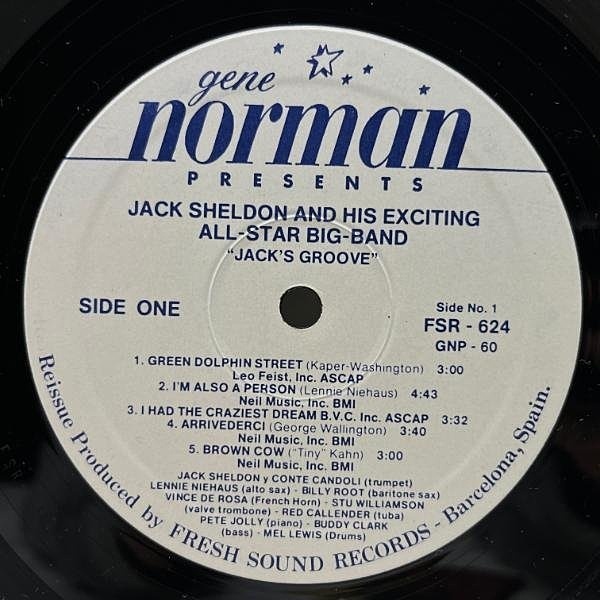 gene
norman
PRESENTS
JACK SHELDON AND HIS EXCITING
ALL-STAR BIG-BAND
"JACK'S GROOVE"
SIDE ONE
Side No. 1
FSR - 624
GNP - 60
1. GREEN DOLPHIN STREET (Kaper-Washington) 3:00
Leo Feist, Inc. ASCAP
2. I'M ALSO A PERSON (Lennie Niehaus) 4:43
Neil Music, Inc. BMI
3. I HAD THE CRAZIEST DREAM B.V.C. Inc. ASCAP 3:32
4. ARRIVEDERCI (George Wallington) 3:40
Neil Music, Inc. BMI
5. BROWN COW ("Tiny" Kahn) 3:00
Neil Music, Inc. BMI
JACK SHELDON y CONTE CANDOLI (trumpet)
LENNIE NIEHAUS (alto sax) - BILLY ROOT (baritone sax)
VINCE DE ROSA (French Horn) - STU WILLIAMSON
(valve trombone) - RED CALLENDER (tuba)
PETE JOLLY (piano) - BUDDY CLARK
(bass) - MEL LEWIS (Drums)
Reissue Produced by FRESH SOUND RECORDS - Barcelona, Spain.